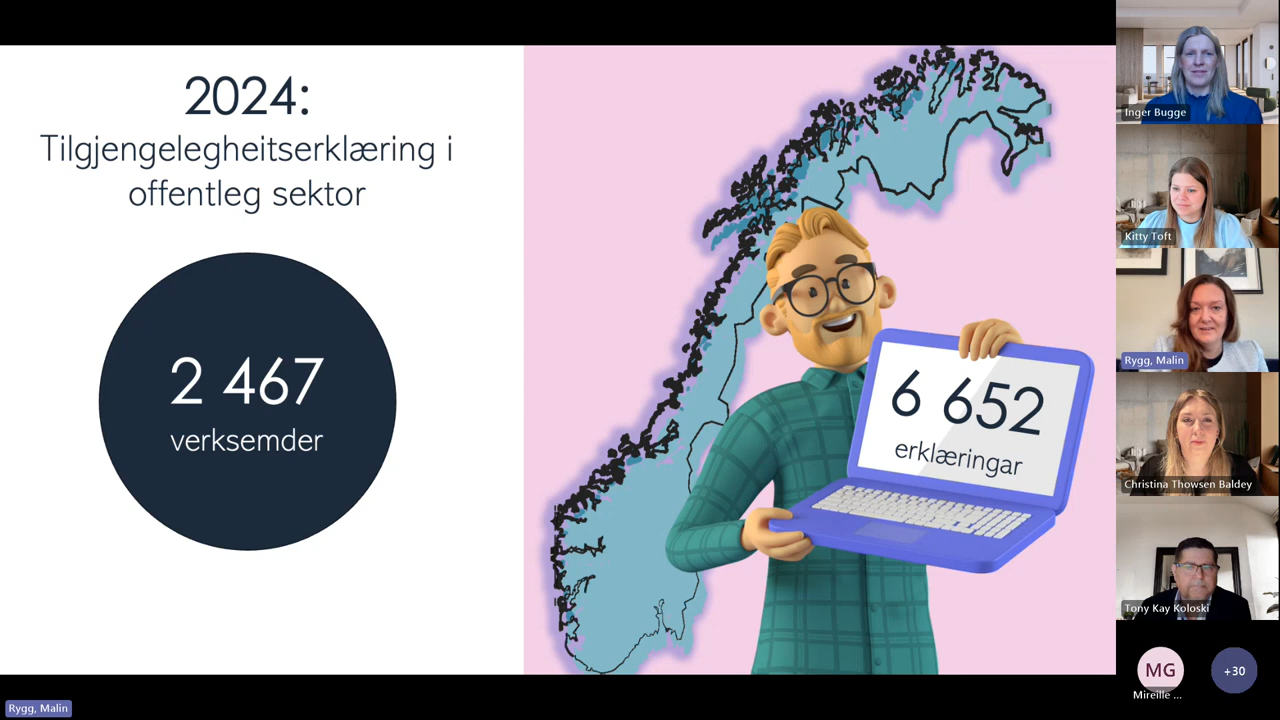 2024:
Tilgjengelegheitserklæring i
offentleg sektor
2 467
verksemder
6 652
erklæringar
Inger Bugge
Kitty Toft
Rygg, Malin
Christina Thowsen Baldey
Tony Kay Koloski
MG
Mireille ...
+30
Rygg, Malin